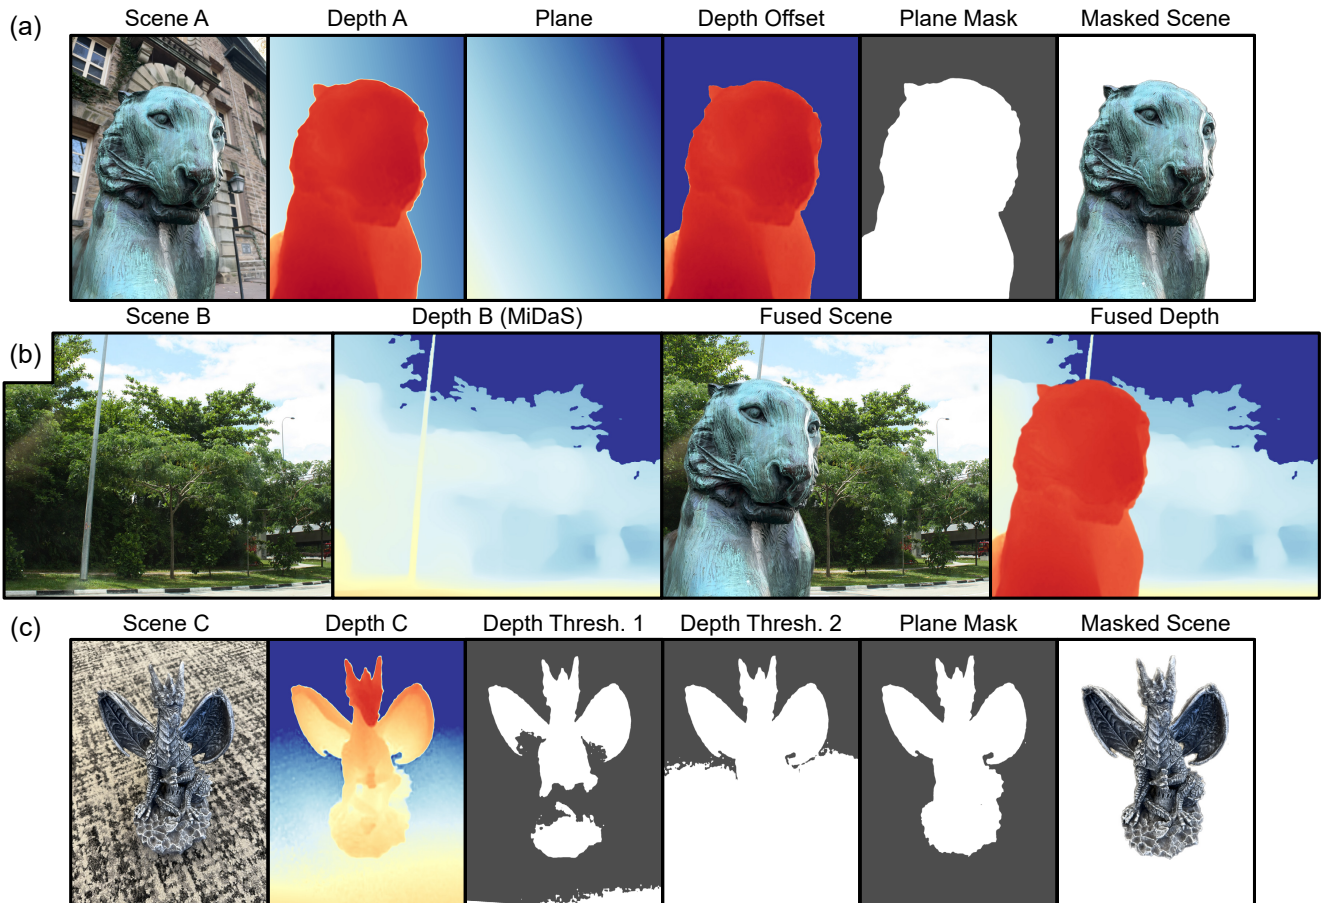 (a) Scene A Depth A Plane Depth Offset Plane Mask Masked Scene
(b) Scene B Depth B (MiDaS) Fused Scene Fused Depth
(c) Scene C Depth C Depth Thresh. 1 Depth Thresh. 2 Plane Mask Masked Scene